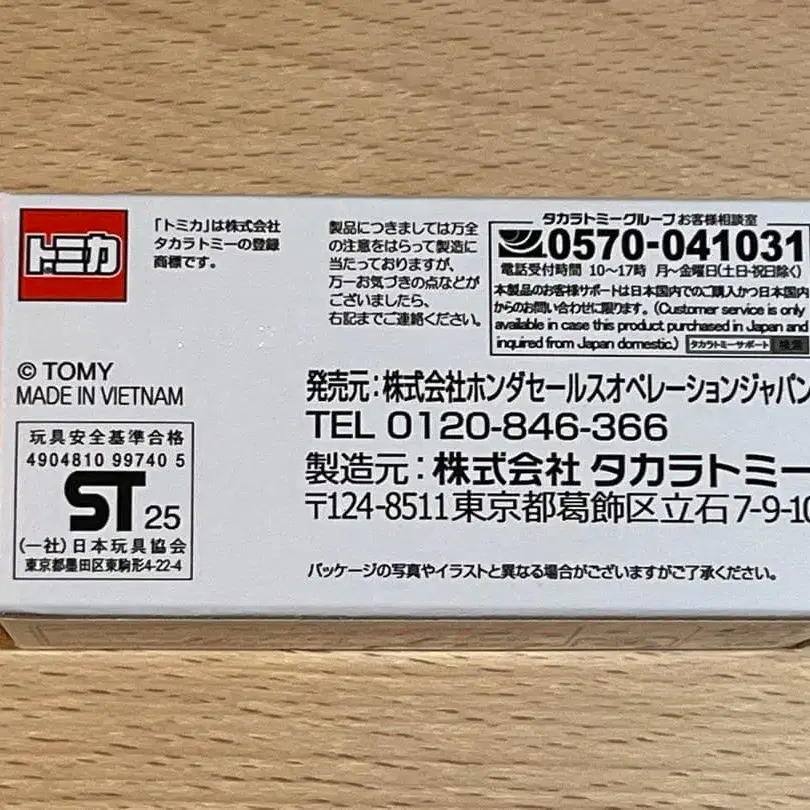 トミカ
「トミカ」は株式会社
タカラトミーの登録
商標です。
© TOMY
MADE IN VIETNAM
玩具安全基準合格
4904810 99740 5
ST 25
(一社)日本玩具協会
東京都墨田区東駒形4-22-4
製品につきましては万全
の注意をはらって製造に
当たっておりますが、
万一お気づきの点などが
ございましたら、
右記までご連絡ください。
タカラトミーグループ お客様相談室
0570-041031
電話受付時間 10〜17時 月〜金曜日(土日・祝日除く)
本製品のお客様サポートは日本国内でのご購入かつ日本国内
からのお問い合わせに限ります。(Customer service is only
available in case this product purchased in Japan and
inquired from Japan domestic.) タカラトミーサポート 検索
発売元:株式会社ホンダセールスオペレーションジャパン
TEL 0120-846-366
製造元:株式会社 タカラトミー
〒124-8511東京都葛飾区立石7-9-10
パッケージの写真やイラストと異なる場合がございますがご了承ください。